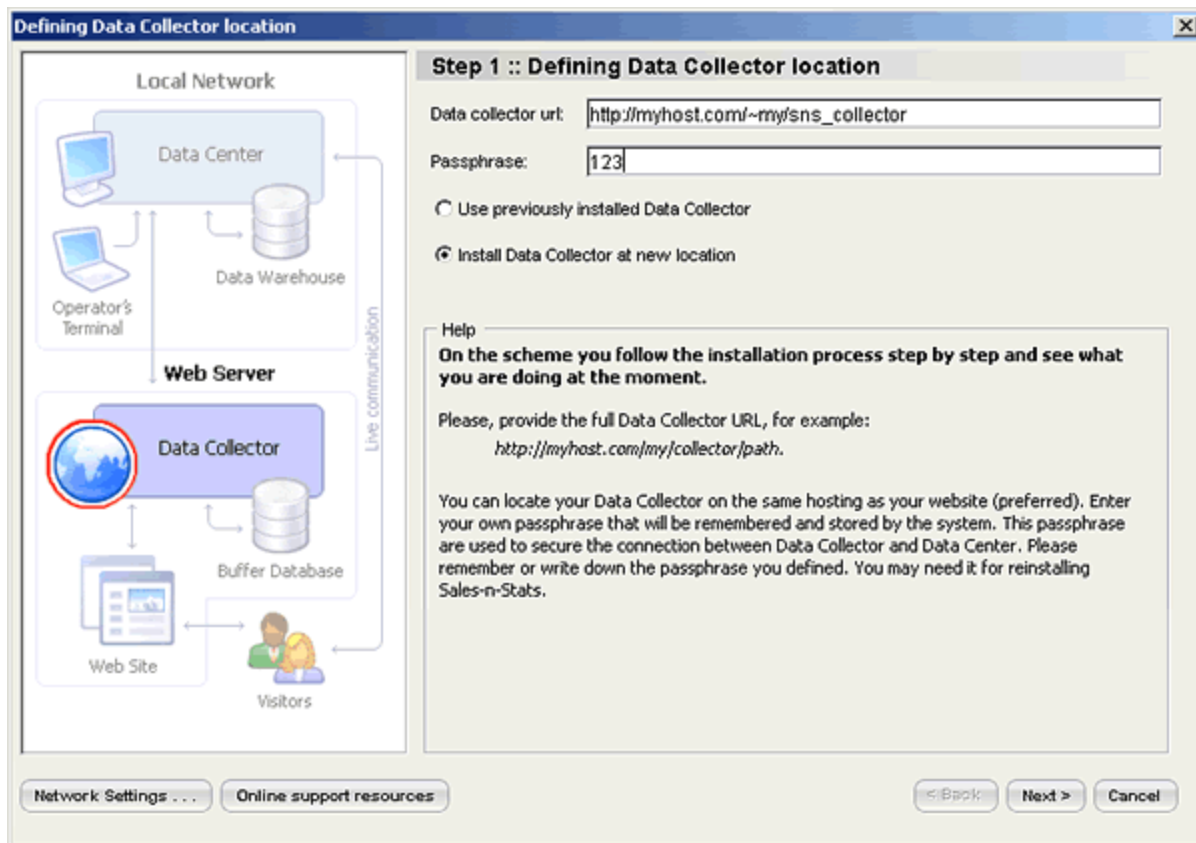 Defining Data Collector location
Local Network
Data Center
Data Warehouse
Operator's
Terminal
Live communication
Web Server
Data Collector
Buffer Database
Web Site
Visitors
Step 1 :: Defining Data Collector location
Data collector url: http://myhost.com/~my/sns_collector
Passphrase: 123
Use previously installed Data Collector
Install Data Collector at new location
Help
On the scheme you follow the installation process step by step and see what
you are doing at the moment.
Please, provide the full Data Collector URL, for example:
http://myhost.com/my/collector/path.
You can locate your Data Collector on the same hosting as your website (preferred). Enter
your own passphrase that will be remembered and stored by the system. This passphrase
are used to secure the connection between Data Collector and Data Center. Please
remember or write down the passphrase you defined. You may need it for reinstalling
Sales-n-Stats.
Network Settings . . . Online support resources < Back Next > Cancel